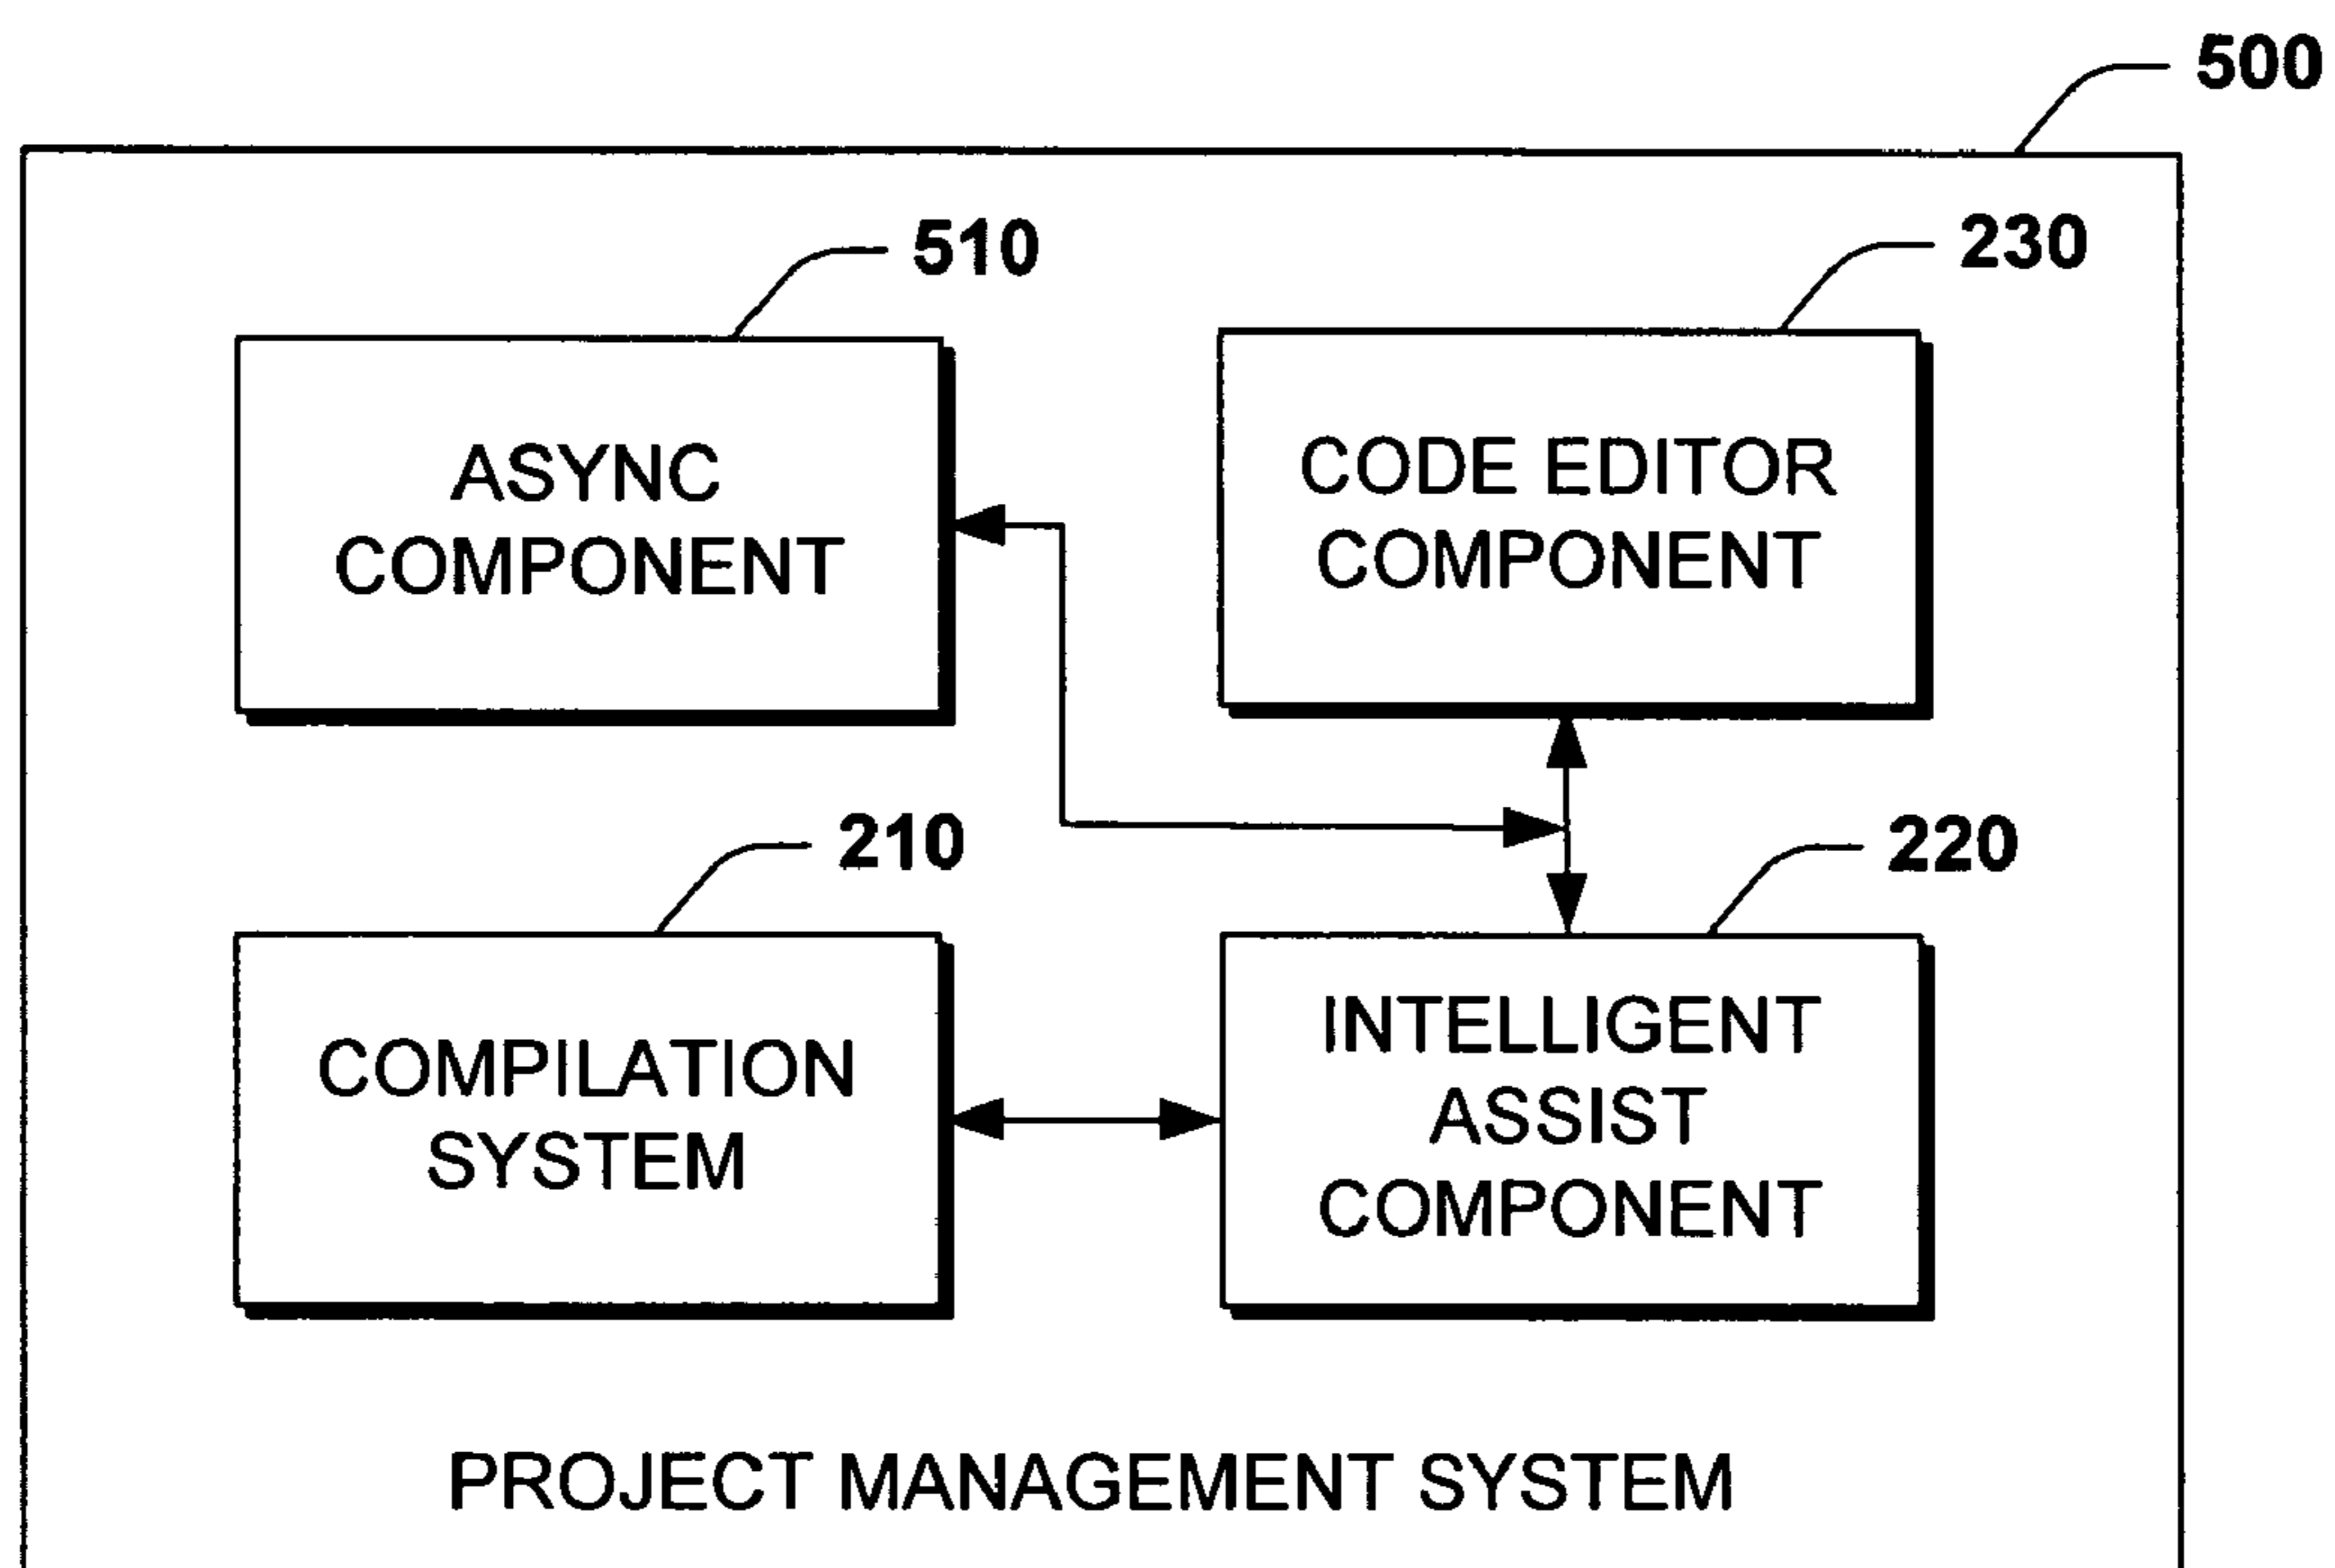 500
510
230
ASYNC
COMPONENT
CODE EDITOR
COMPONENT
210
220
COMPILATION
SYSTEM
INTELLIGENT
ASSIST
COMPONENT
PROJECT MANAGEMENT SYSTEM